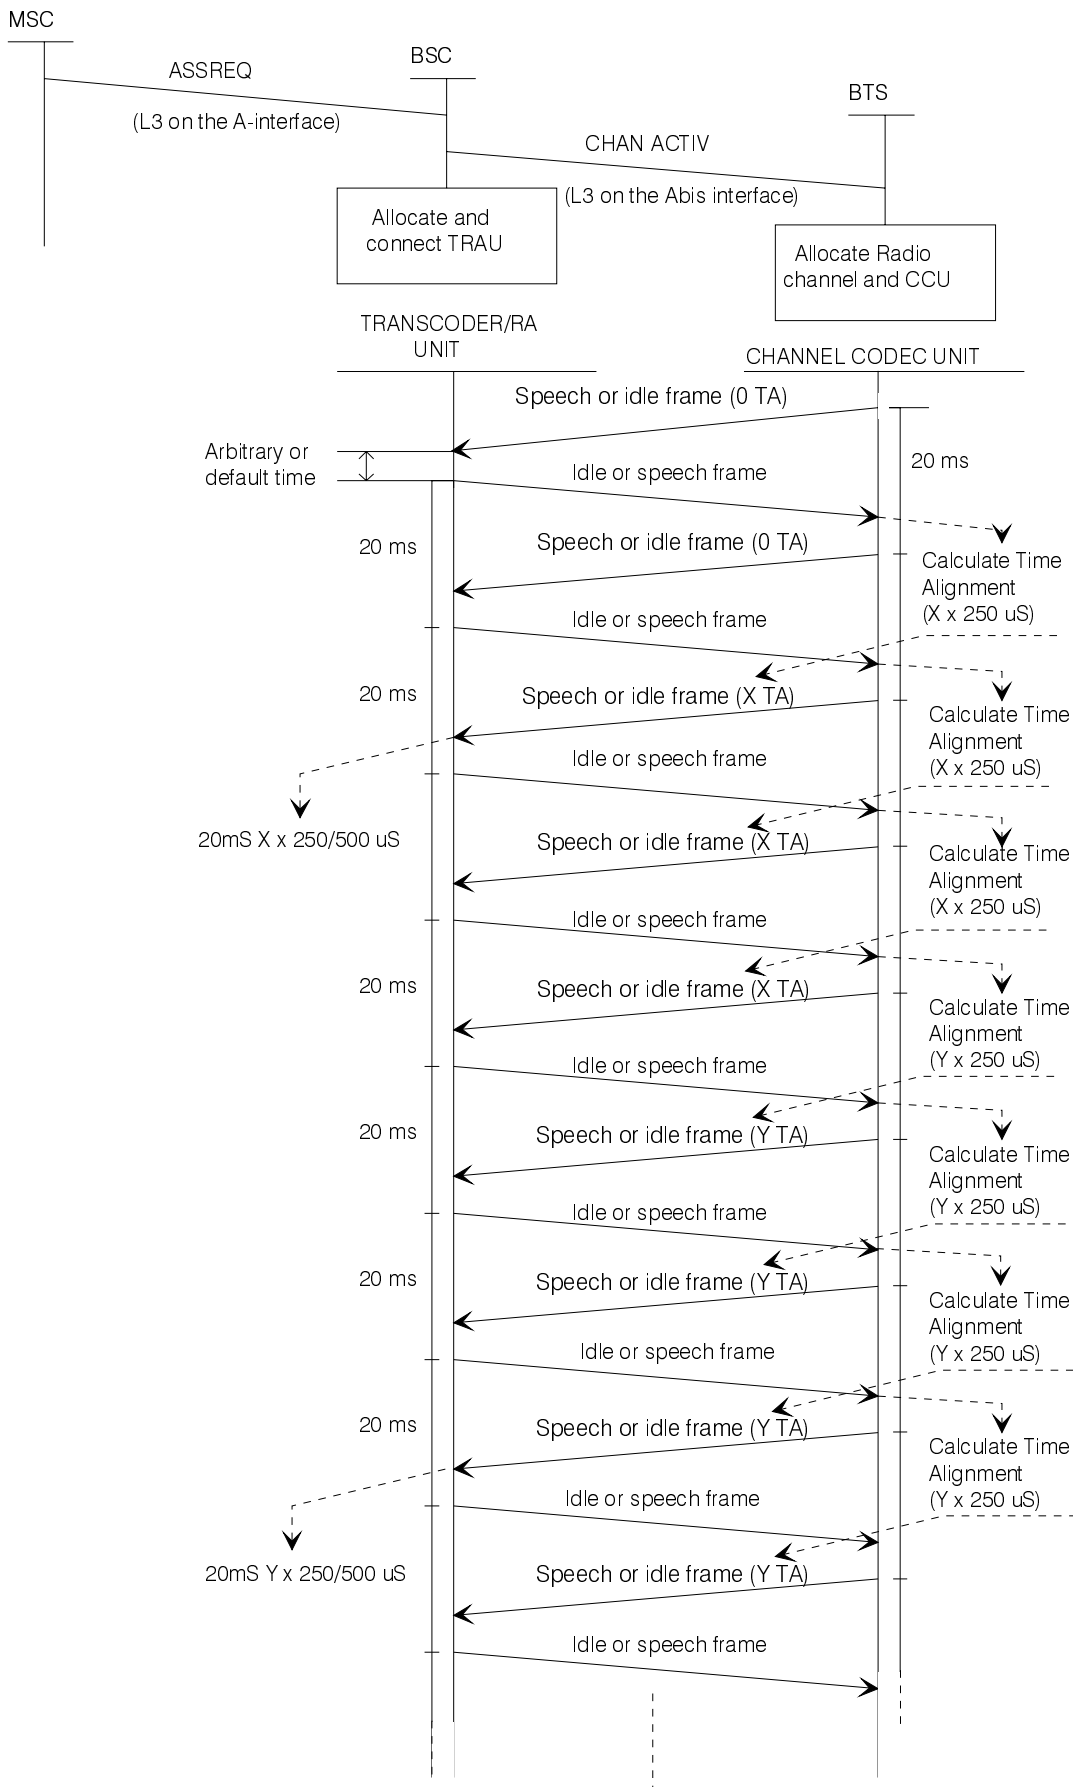 MSC
BSC
ASSREQ
BTS
(L3 on the A-interface)
CHAN ACTIV
(L3 on the Abis interface)
Allocate and
connect TRAU
Allocate Radio
channel and CCU
TRANSCODER/RA
UNIT
CHANNEL CODEC UNIT
Speech or idle frame (0 TA)
Arbitrary or
default time
20 ms
Idle or speech frame
20 ms
Speech or idle frame (0 TA)
Calculate Time
Alignment
(X x 250 uS)
Idle or speech frame
20 ms
Speech or idle frame (X TA)
Calculate Time
Alignment
(X x 250 uS)
Idle or speech frame
20mS X x 250/500 uS
Speech or idle frame (X TA)
Calculate Time
Alignment
(X x 250 uS)
Idle or speech frame
20 ms
Speech or idle frame (X TA)
Calculate Time
Alignment
(Y x 250 uS)
Idle or speech frame
20 ms
Speech or idle frame (Y TA)
Calculate Time
Alignment
(Y x 250 uS)
Idle or speech frame
20 ms
Speech or idle frame (Y TA)
Calculate Time
Alignment
(Y x 250 uS)
Idle or speech frame
20 ms
Speech or idle frame (Y TA)
Calculate Time
Alignment
(Y x 250 uS)
Idle or speech frame
20mS Y x 250/500 uS
Speech or idle frame (Y TA)
Idle or speech frame